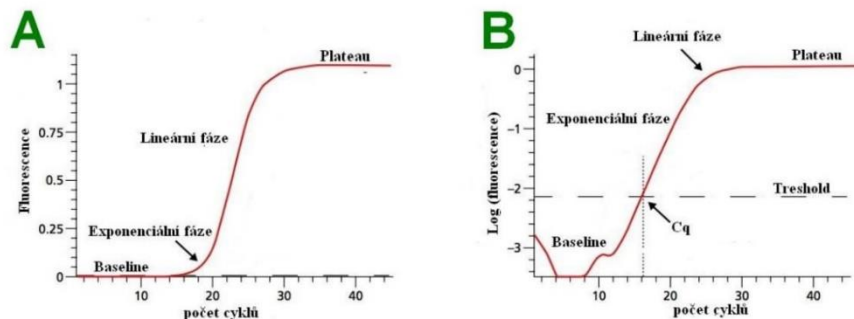 A
Plateau
1
0.75
Fluorescence
Lineární fáze
0.5
0.25
Exponenciální fáze
Baseline
0
10
20
30
40
počet cyklů
B
Lineární fáze
Plateau
0
Exponenciální fáze
−1
Log (fluorescence)
−2
Treshold
Cq
Baseline
−3
10
20
30
40
počet cyklů